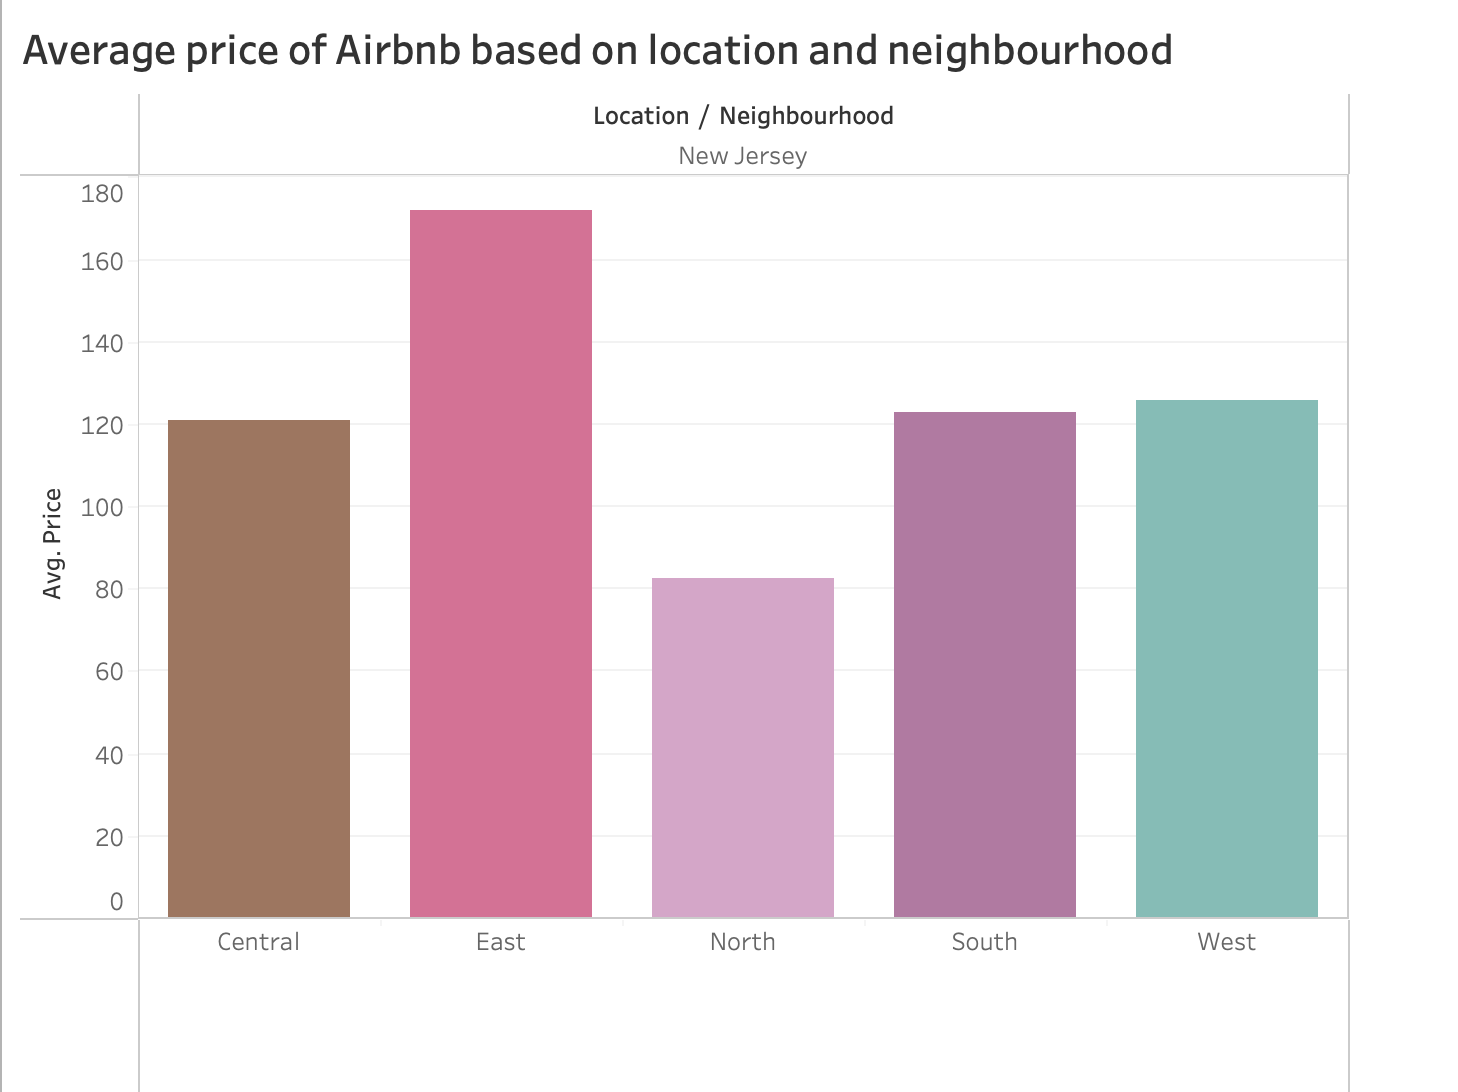 Average price of Airbnb based on location and neighbourhood
Location / Neighbourhood
New Jersey
180
160
140
120
100
80
60
40
20
0
Avg. Price
Central East North South West